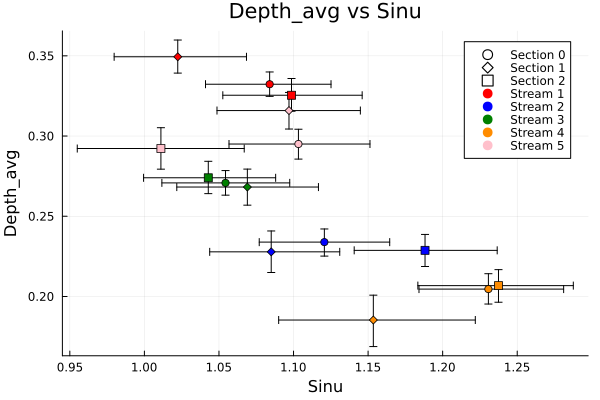 Depth_avg vs Sinu
Section 0
Section 1
Section 2
Stream 1
Stream 2
Stream 3
Stream 4
Stream 5
Depth_avg
0.35
0.30
0.25
0.20
0.95 1.00 1.05 1.10 1.15 1.20 1.25
Sinu